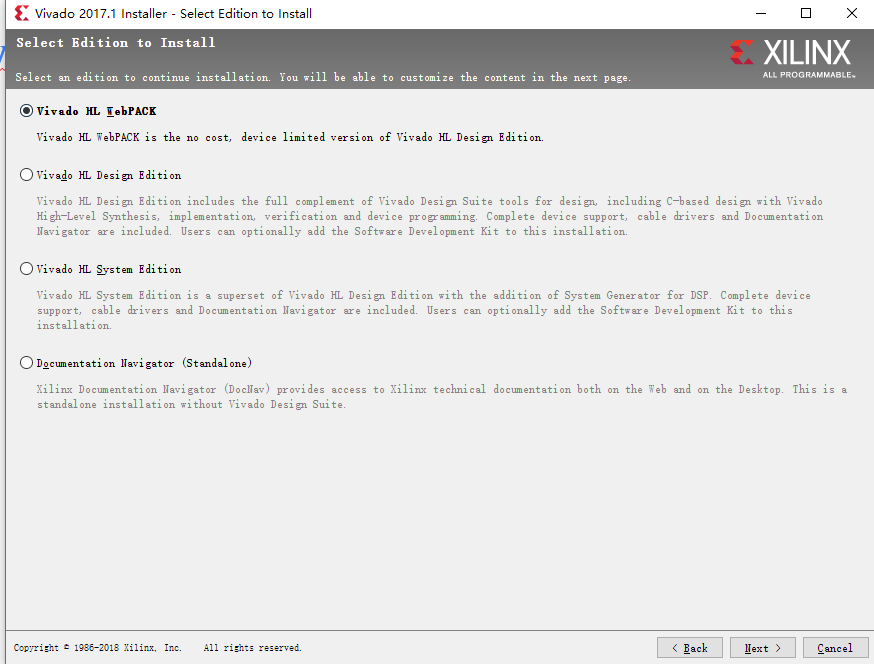 Vivado 2017.1 Installer - Select Edition to Install
Select Edition to Install
XILINX
ALL PROGRAMMABLE™
Select an edition to continue installation. You will be able to customize the content in the next page.
Vivado HL WebPACK
Vivado HL WebPACK is the no cost, device limited version of Vivado HL Design Edition.
Vivado HL Design Edition
Vivado HL Design Edition includes the full complement of Vivado Design Suite tools for design, including C-based design with Vivado
High-Level Synthesis, implementation, verification and device programming. Complete device support, cable drivers and Documentation
Navigator are included. Users can optionally add the Software Development Kit to this installation.
Vivado HL System Edition
Vivado HL System Edition is a superset of Vivado HL Design Edition with the addition of System Generator for DSP. Complete device
support, cable drivers and Documentation Navigator are included. Users can optionally add the Software Development Kit to this
installation.
Documentation Navigator (Standalone)
Xilinx Documentation Navigator (DocNav) provides access to Xilinx technical documentation both on the Web and on the Desktop. This is a
standalone installation without Vivado Design Suite.
Copyright © 1986-2018 Xilinx, Inc. All rights reserved.
< Back
Next >
Cancel